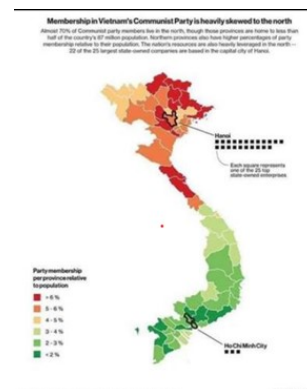 Membership in Vietnam's Communist Party is heavily skewed to the north
Almost 70% of Communist party members live in the north, though those provinces are home to less than
half of the country's 87 million population. Northern provinces also have higher percentages of party
membership relative to their population. The nation's resources are also heavily leveraged in the north —
22 of the 25 largest state-owned companies are based in the capital city of Hanoi.
Hanoi
Each square represents
one of the 25 top
state-owned enterprises
Party membership
per province relative
to population
> 6 %
5 - 6 %
4 - 5 %
3 - 4 %
2 - 3 %
< 2 %
Ho Chi Minh City